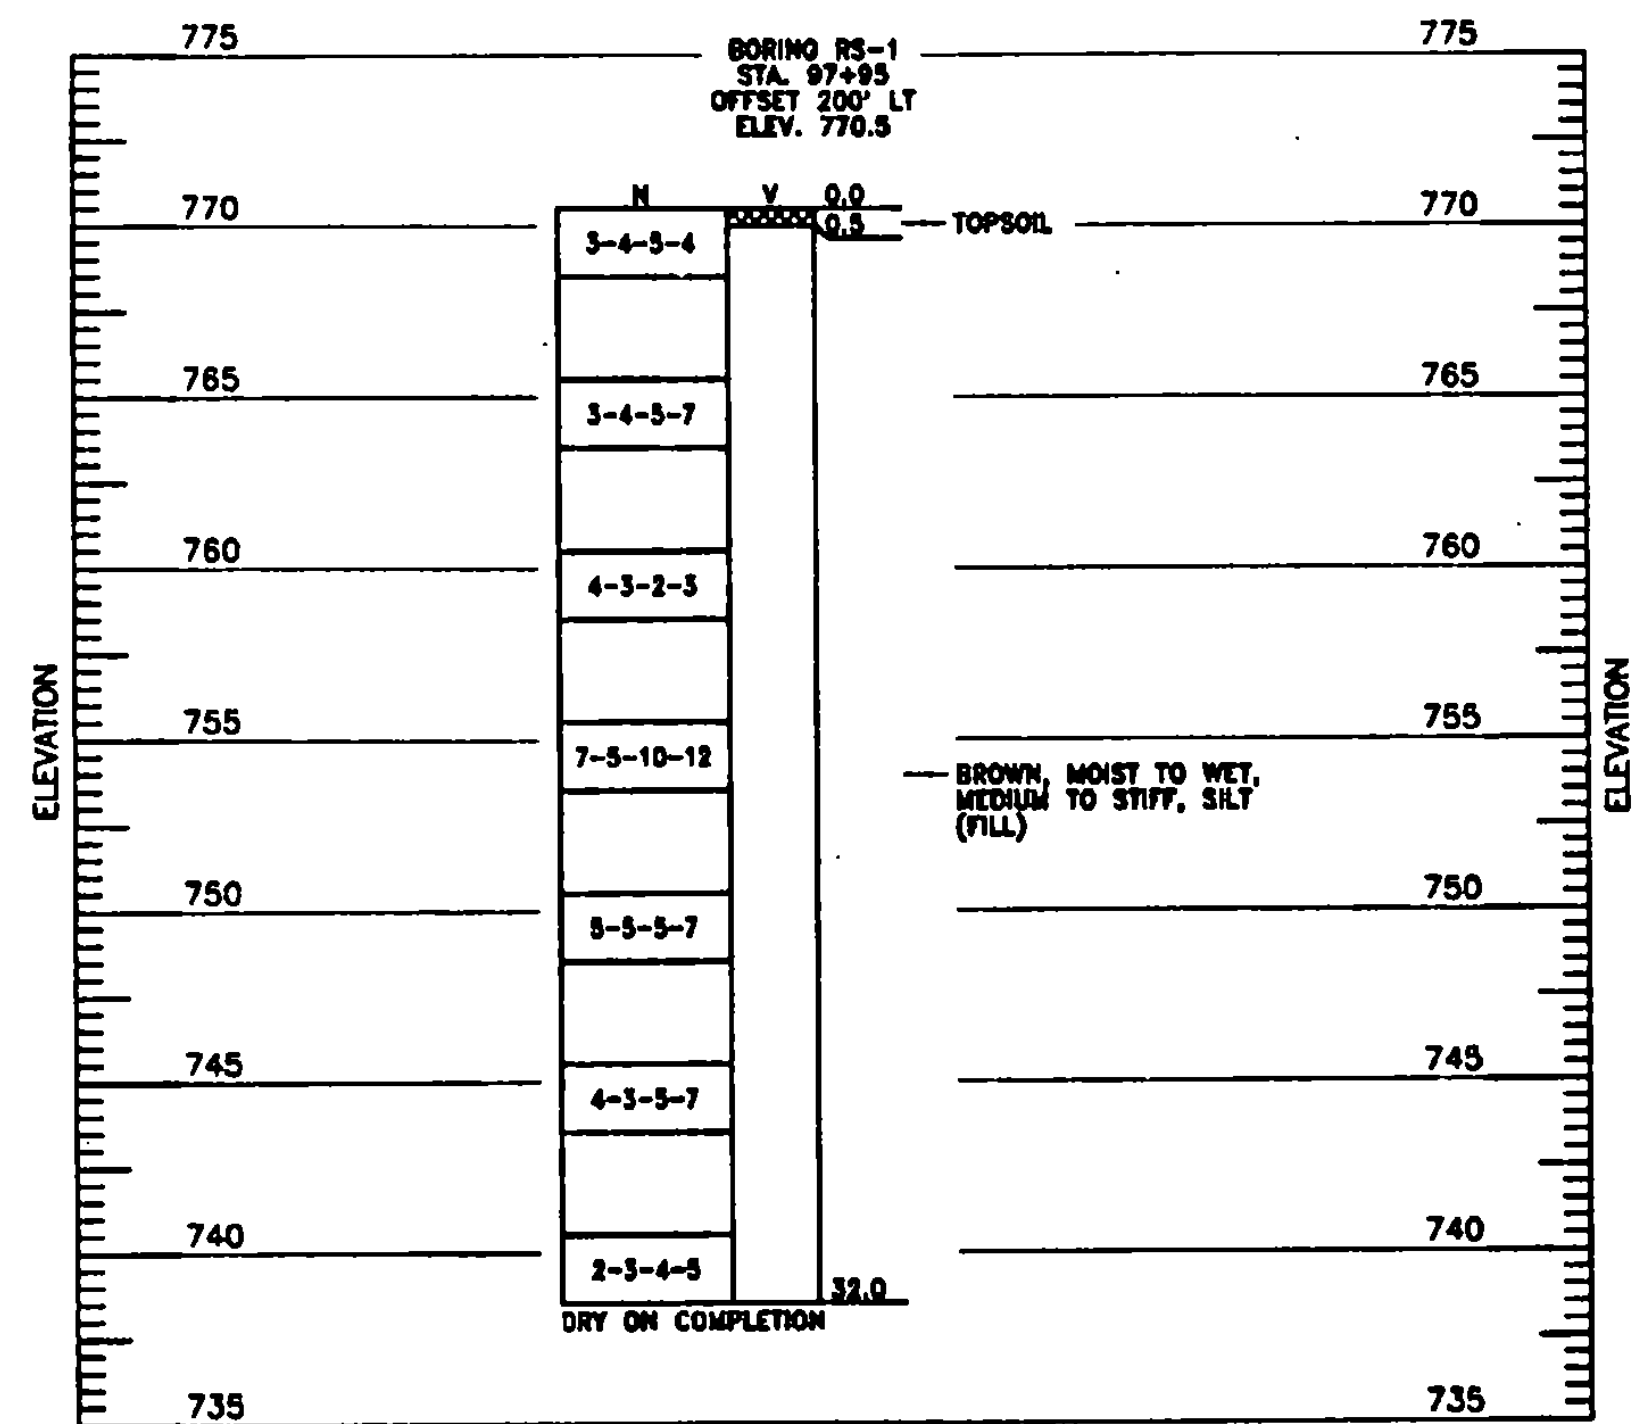 775 775
BORING RS-1
STA. 97+95
OFFSET 200' LT
ELEV. 770.5
N V 0.0
770 0.5 TOPSOIL 770
3-4-5-4
765 765
3-4-5-7
760 760
4-3-2-3
755 755
7-5-10-12
BROWN, MOIST TO WET,
MEDIUM TO STIFF, SILT
(FILL)
ELEVATION ELEVATION
750 750
5-5-5-7
745 745
4-3-5-7
740 740
2-3-4-5
32.0
DRY ON COMPLETION
735 735